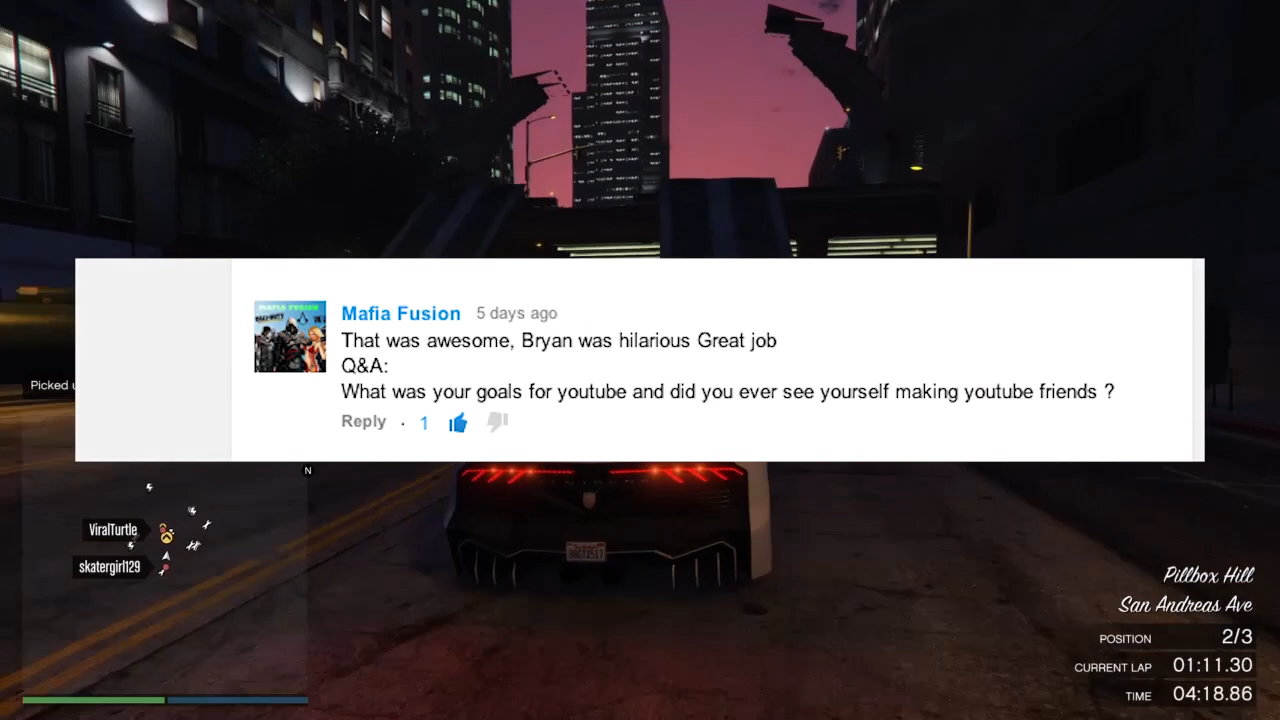 Mafia Fusion 5 days ago
That was awesome, Bryan was hilarious Great job
Q&A:
What was your goals for youtube and did you ever see yourself making youtube friends ?
Reply · 1
Picked u
N
ViralTurtle
skatergirl129
Pillbox Hill
San Andreas Ave
POSITION 2/3
CURRENT LAP 01:11.30
TIME 04:18.86